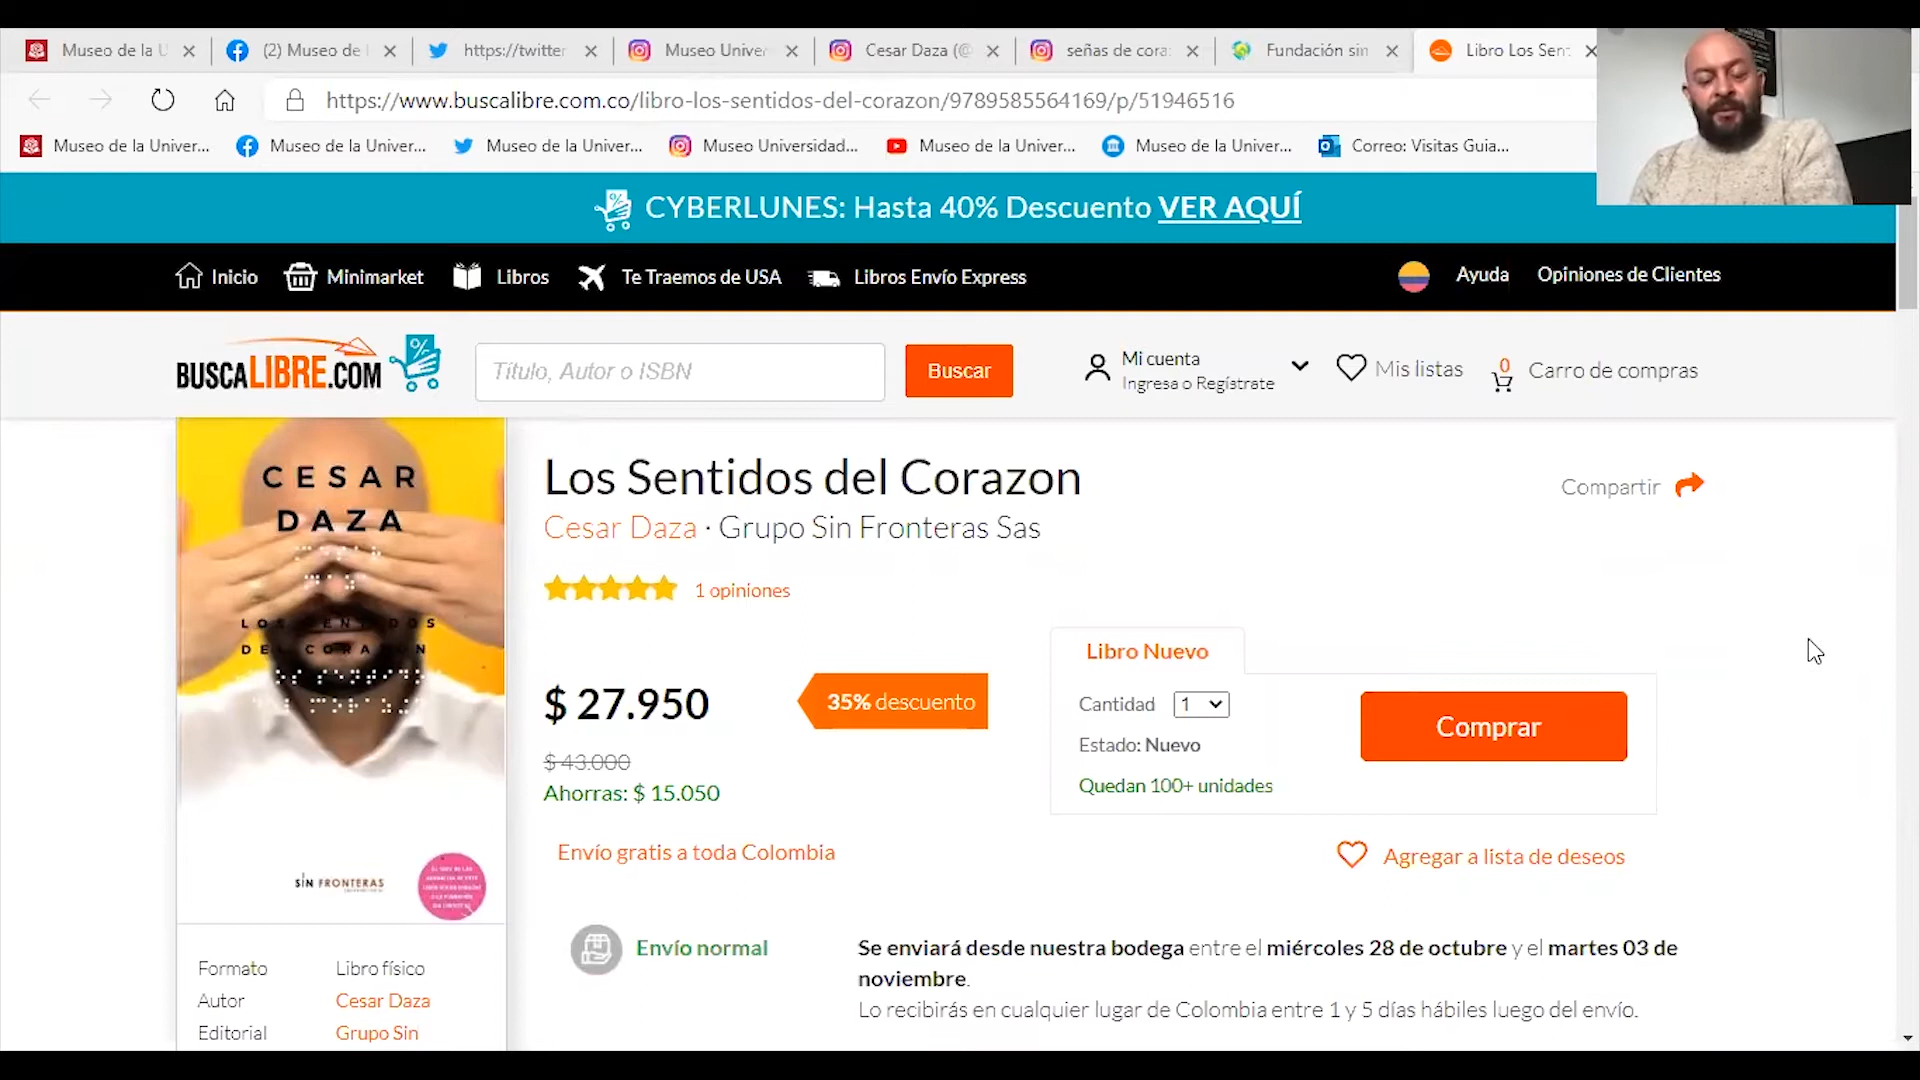 Museo de la U
(2) Museo de
https://twitter
Museo Unive
Cesar Daza (@
señas de cora
Fundación sin
Libro Los Sent
https://www.buscalibre.com.co/libro-los-sentidos-del-corazon/9789585564169/p/51946516
Museo de la Univer...
Museo de la Univer...
Museo de la Univer...
Museo Universidad...
Museo de la Univer...
Museo de la Univer...
Correo: Visitas Guia...
CYBERLUNES: Hasta 40% Descuento VER AQUÍ
Inicio
Minimarket
Libros
Te Traemos de USA
Libros Envío Express
Ayuda
Opiniones de Clientes
BUSCALIBRE.COM
%
Título, Autor o ISBN
Buscar
Mi cuenta
Ingresa o Regístrate
Mis listas
0
Carro de compras
CESAR
DAZA
LOS SENTIDOS
DEL CORAZON
SIN FRONTERAS
Los Sentidos del Corazon
Cesar Daza · Grupo Sin Fronteras Sas
Compartir
1 opiniones
$ 27.950
35% descuento
$ 43.000
Ahorras: $ 15.050
Envío gratis a toda Colombia
Libro Nuevo
Cantidad 1
Estado: Nuevo
Quedan 100+ unidades
Comprar
Agregar a lista de deseos
Envío normal
Se enviará desde nuestra bodega entre el miércoles 28 de octubre y el martes 03 de
noviembre.
Lo recibirás en cualquier lugar de Colombia entre 1 y 5 días hábiles luego del envío.
Formato Libro físico
Autor Cesar Daza
Editorial Grupo Sin